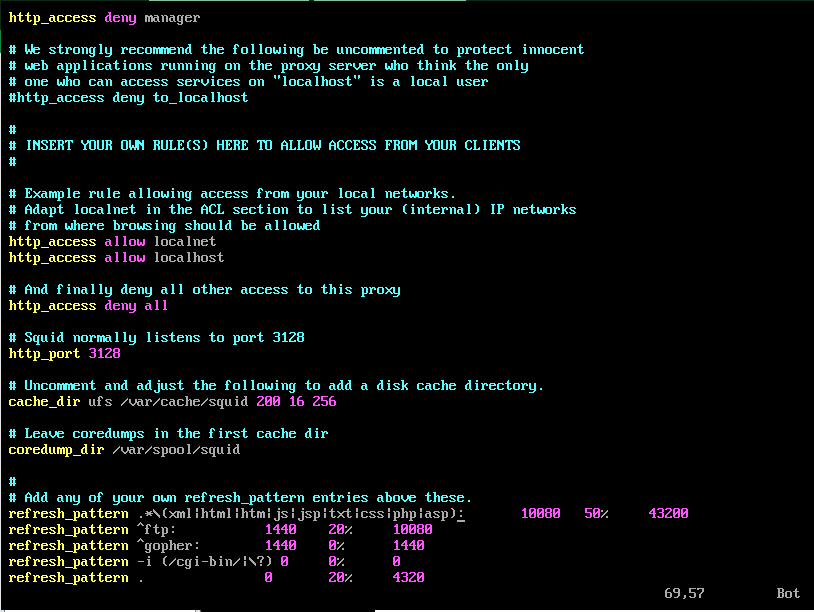 http_access deny manager
# We strongly recommend the following be uncommented to protect innocent
# web applications running on the proxy server who think the only
# one who can access services on "localhost" is a local user
#http_access deny to_localhost
#
# INSERT YOUR OWN RULE(S) HERE TO ALLOW ACCESS FROM YOUR CLIENTS
#
# Example rule allowing access from your local networks.
# Adapt localnet in the ACL section to list your (internal) IP networks
# from where browsing should be allowed
http_access allow localnet
http_access allow localhost
# And finally deny all other access to this proxy
http_access deny all
# Squid normally listens to port 3128
http_port 3128
# Uncomment and adjust the following to add a disk cache directory.
cache_dir ufs /var/cache/squid 200 16 256
# Leave coredumps in the first cache dir
coredump_dir /var/spool/squid
#
# Add any of your own refresh_pattern entries above these.
refresh_pattern .*\(xml|html|htm|js|jsp|txt|css|php|asp): 10080 50% 43200
refresh_pattern ^ftp: 1440 20% 10080
refresh_pattern ^gopher: 1440 0% 1440
refresh_pattern -i (/cgi-bin/|\?) 0 0% 0
refresh_pattern . 0 20% 4320
69,57 Bot